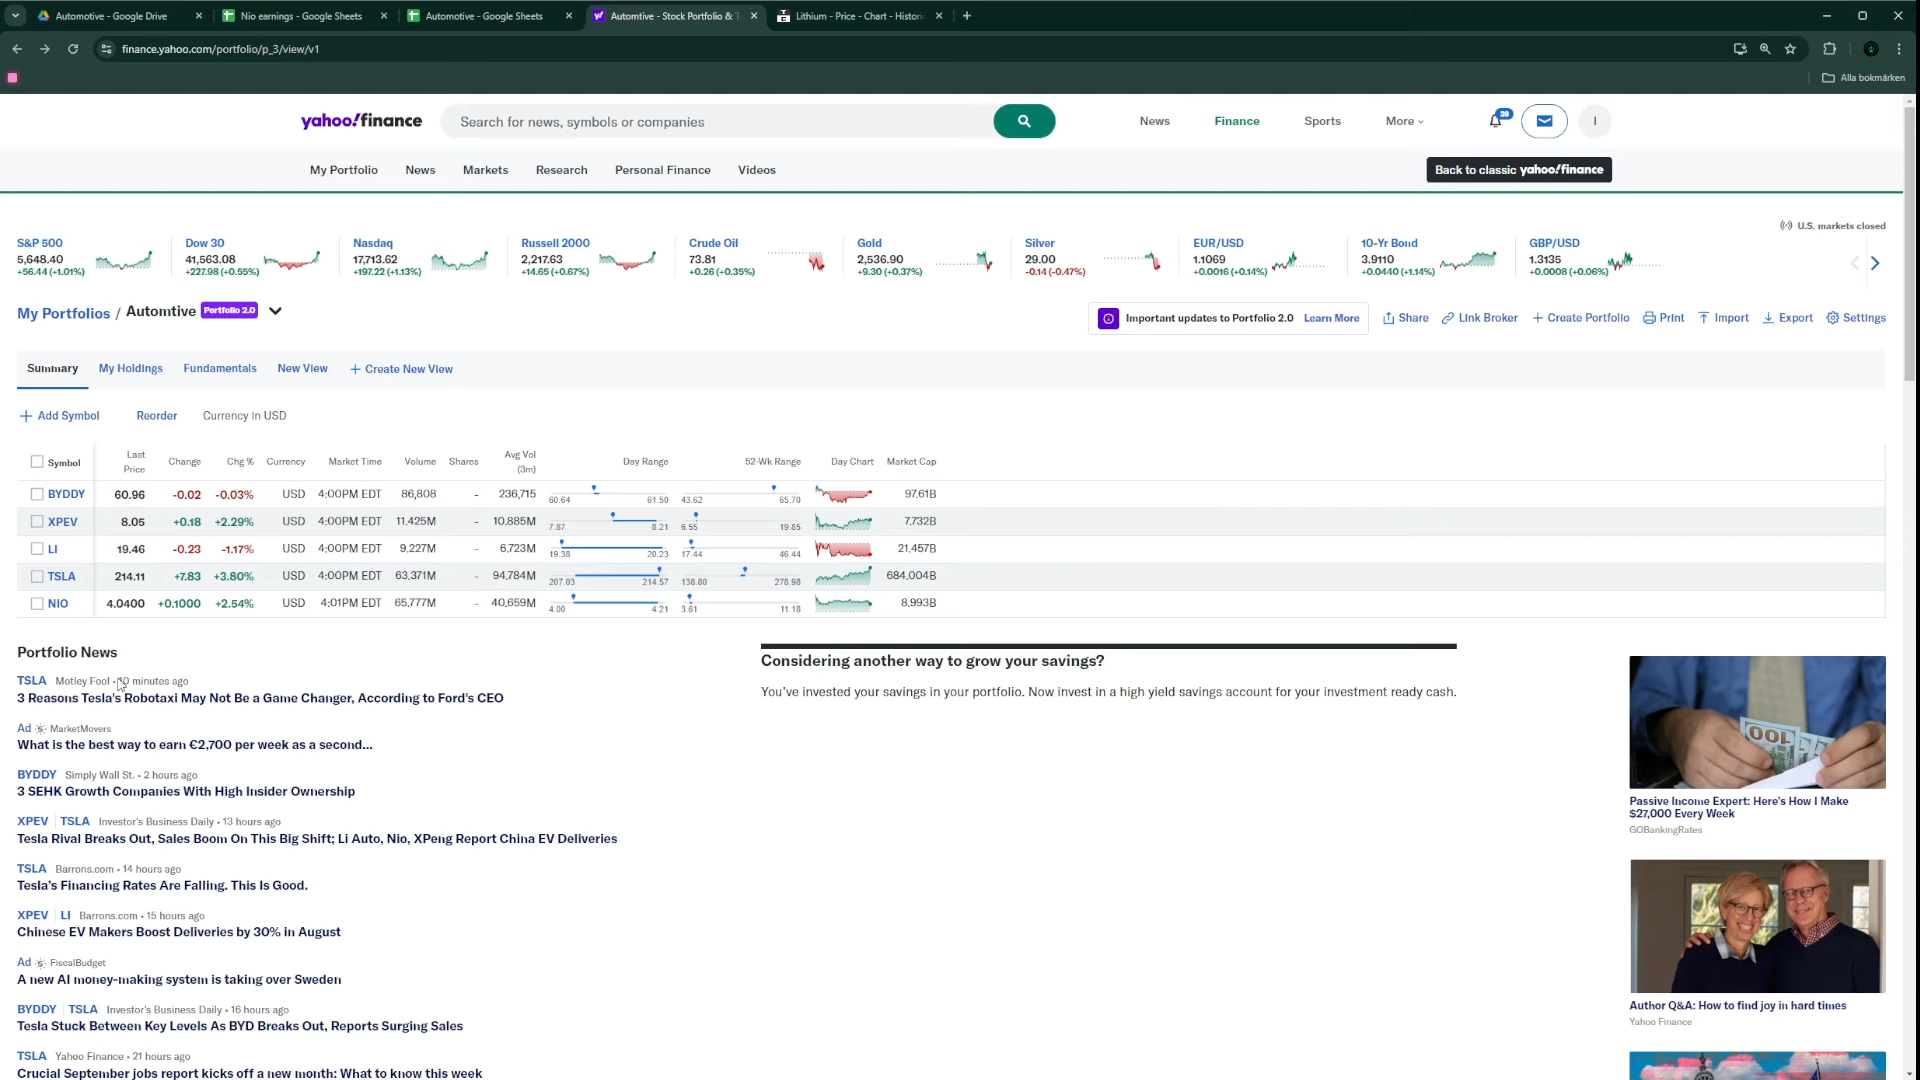 Automotive - Google Drive
Nio earnings - Google Sheets
Automotive - Google Sheets
Automtive - Stock Portfolio & T
Lithium - Price - Chart - Histori
finance.yahoo.com/portfolio/p_3/view/v1
Alla bokmärken
yahoo!finance
Search for news, symbols or companies
News
Finance
Sports
More
39
I
My Portfolio
News
Markets
Research
Personal Finance
Videos
Back to classic yahoo!finance
U.S. markets closed
S&P 500
5,648.40
+56.44 (+1.01%)
Dow 30
41,563.08
+227.98 (+0.55%)
Nasdaq
17,713.62
+197.22 (+1.13%)
Russell 2000
2,217.63
+14.65 (+0.67%)
Crude Oil
73.81
+0.26 (+0.35%)
Gold
2,536.90
+9.30 (+0.37%)
Silver
29.00
-0.14 (-0.47%)
EUR/USD
1.1069
+0.0016 (+0.14%)
10-Yr Bond
3.9110
+0.0440 (+1.14%)
GBP/USD
1.3135
+0.0008 (+0.06%)
My Portfolios / Automtive Portfolio 2.0
Important updates to Portfolio 2.0 Learn More
Share
Link Broker
+ Create Portfolio
Print
Import
Export
Settings
Summary
My Holdings
Fundamentals
New View
+ Create New View
+ Add Symbol
Reorder
Currency in USD
Symbol Last Price Change Chg % Currency Market Time Volume Shares Avg Vol (3m) Day Range 52-Wk Range Day Chart Market Cap
BYDDY 60.96 -0.02 -0.03% USD 4:00PM EDT 86,808 - 236,715 60.64 61.50 43.62 65.70 97.61B
XPEV 8.05 +0.18 +2.29% USD 4:00PM EDT 11.425M - 10.885M 7.87 8.21 6.55 19.85 7.732B
LI 19.46 -0.23 -1.17% USD 4:00PM EDT 9.227M - 6.723M 19.38 20.23 17.44 46.44 21.457B
TSLA 214.11 +7.83 +3.80% USD 4:00PM EDT 63.371M - 94.784M 207.03 214.57 138.80 278.98 684.004B
NIO 4.0400 +0.1000 +2.54% USD 4:01PM EDT 65.777M - 40.659M 4.00 4.21 3.61 11.18 8.993B
Portfolio News
TSLA Motley Fool • minutes ago
3 Reasons Tesla's Robotaxi May Not Be a Game Changer, According to Ford's CEO
Ad MarketMovers
What is the best way to earn €2,700 per week as a second...
BYDDY Simply Wall St. • 2 hours ago
3 SEHK Growth Companies With High Insider Ownership
XPEV TSLA Investor's Business Daily • 13 hours ago
Tesla Rival Breaks Out, Sales Boom On This Big Shift; Li Auto, Nio, XPeng Report China EV Deliveries
TSLA Barrons.com • 14 hours ago
Tesla's Financing Rates Are Falling. This Is Good.
XPEV LI Barrons.com • 15 hours ago
Chinese EV Makers Boost Deliveries by 30% in August
Ad FiscalBudget
A new AI money-making system is taking over Sweden
BYDDY TSLA Investor's Business Daily • 16 hours ago
Tesla Stuck Between Key Levels As BYD Breaks Out, Reports Surging Sales
TSLA Yahoo Finance • 21 hours ago
Crucial September jobs report kicks off a new month: What to know this week
Considering another way to grow your savings?
You've invested your savings in your portfolio. Now invest in a high yield savings account for your investment ready cash.
100
Passive Income Expert: Here's How I Make
$27,000 Every Week
GOBankingRates
Author Q&A: How to find joy in hard times
Yahoo Finance